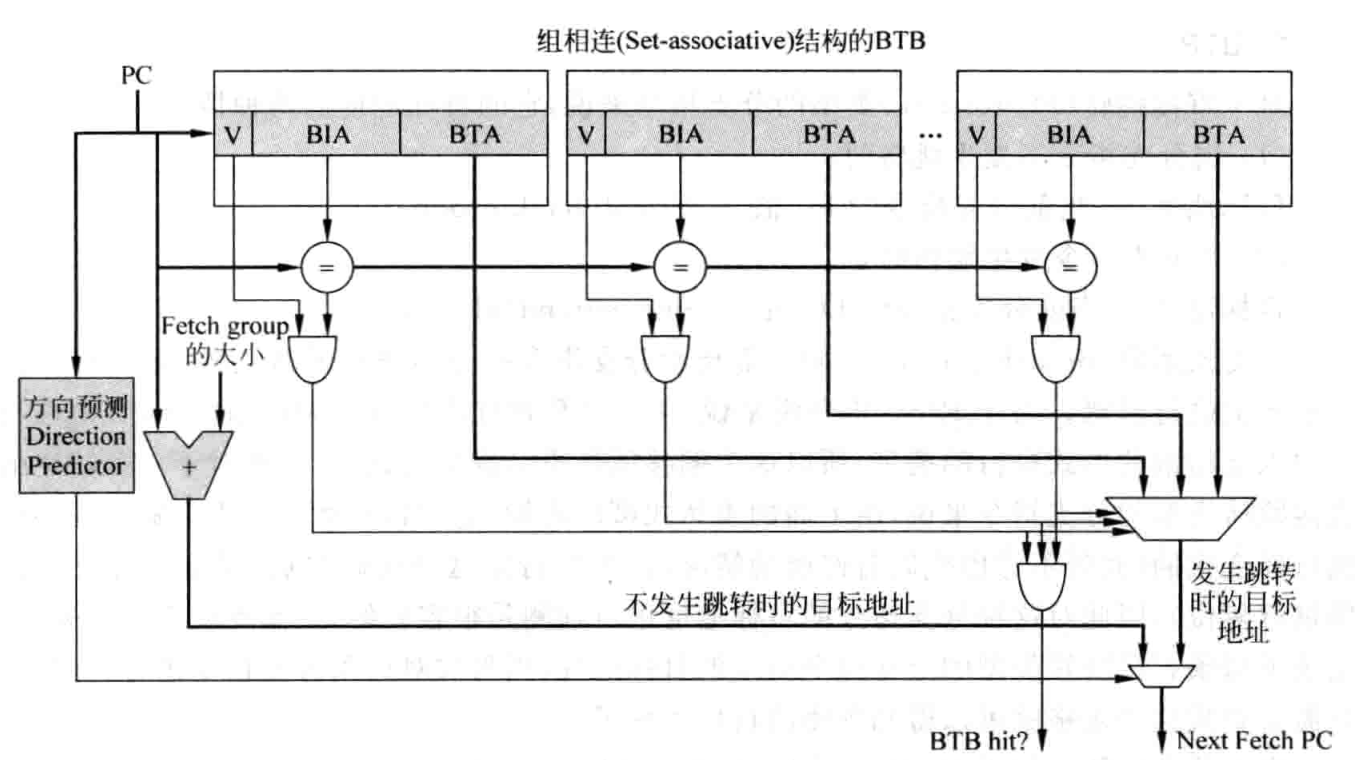 组相连(Set-associative)结构的BTB
PC
V BIA BTA V BIA BTA ... V BIA BTA
= = =
Fetch group
的大小
方向预测
Direction
Predictor
+
不发生跳转时的目标地址
发生跳转
时的目标
地址
BTB hit?
Next Fetch PC